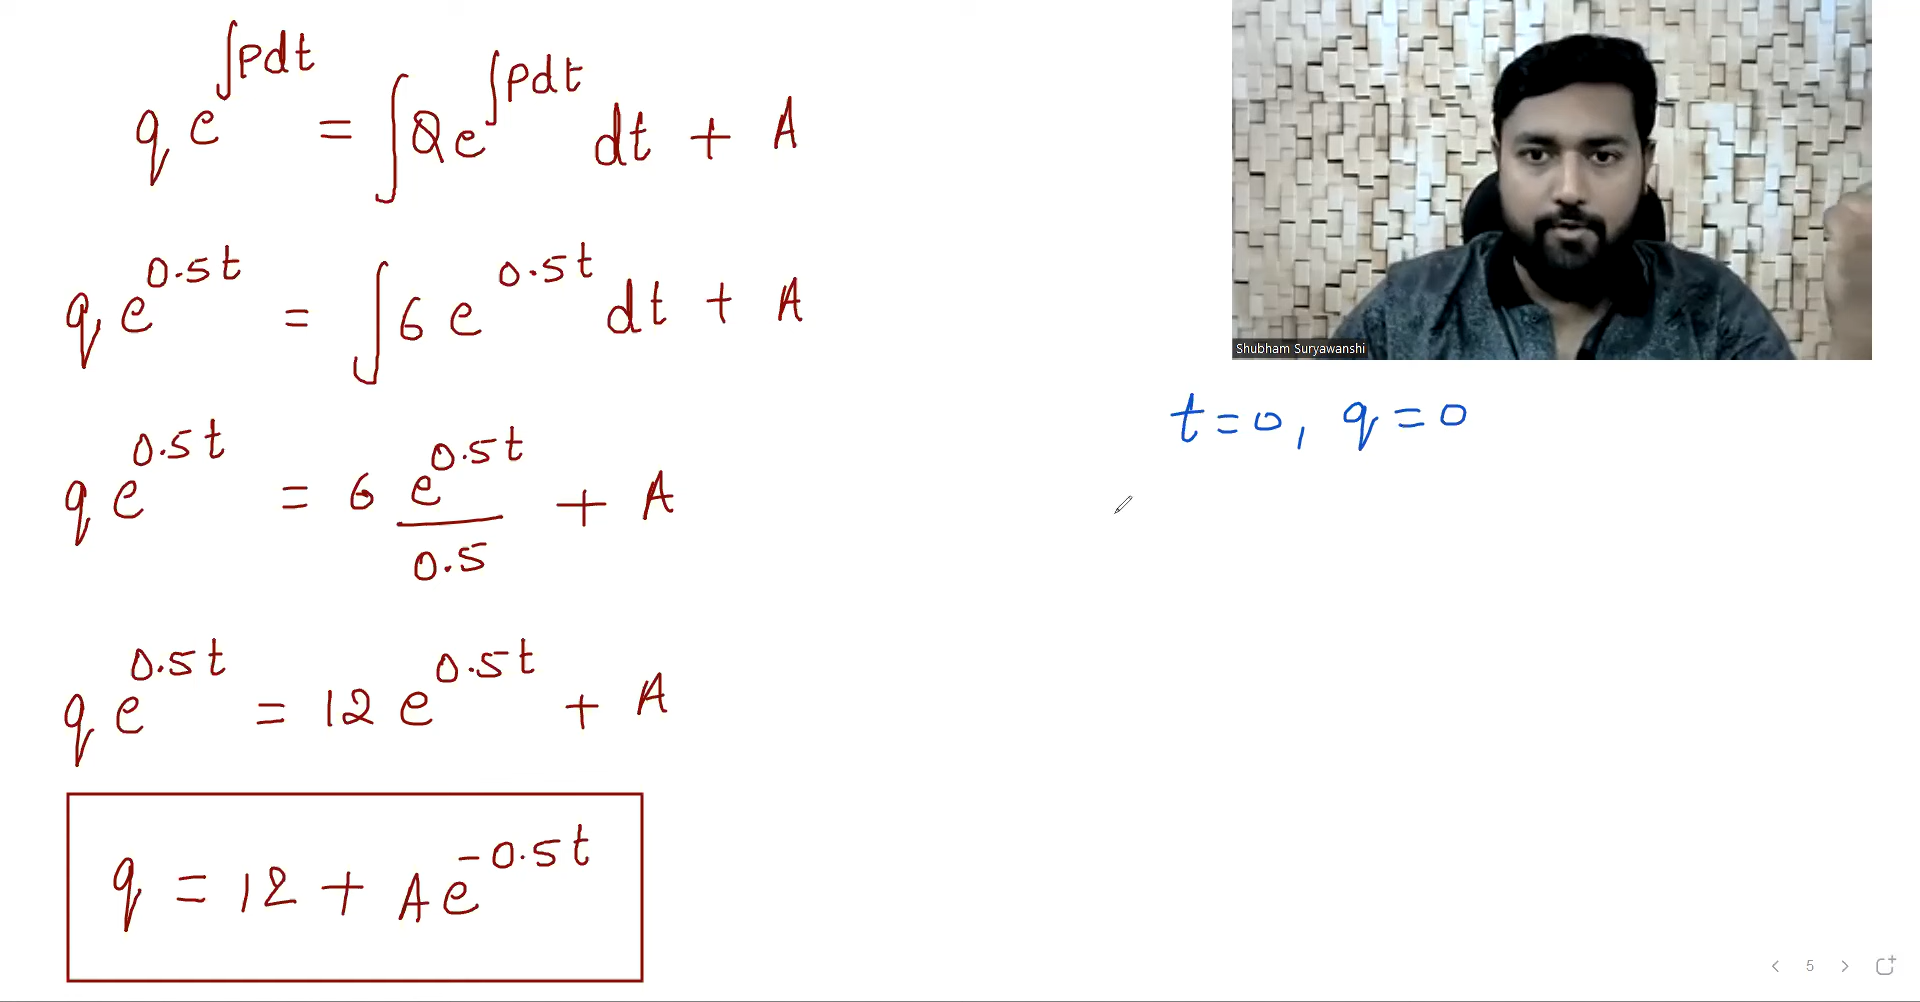 q e^∫Pdt = ∫Q e^∫Pdt dt + A
q e^0.5t = ∫6 e^0.5t dt + A
q e^0.5t = 6 e^0.5t / 0.5 + A
q e^0.5t = 12 e^0.5t + A
q = 12 + A e^-0.5t
Shubham Suryawanshi
t = 0, q = 0
5